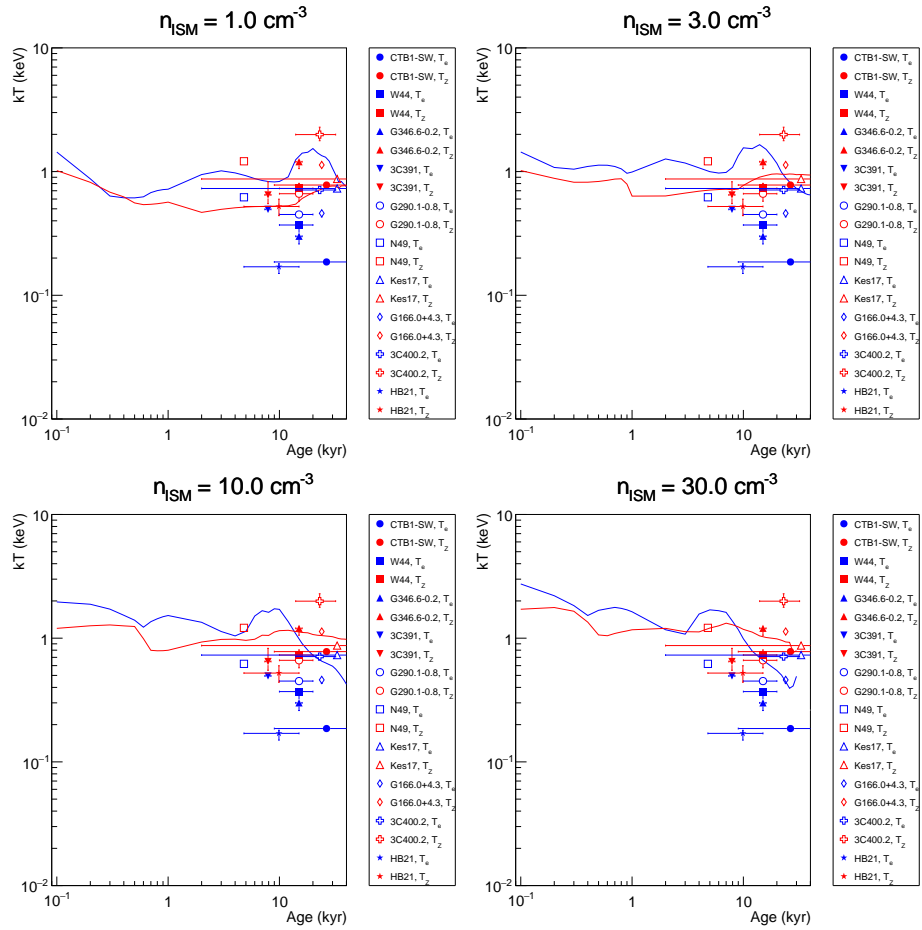 n_ISM = 1.0 cm⁻³
kT (keV)
10
1
10⁻¹
10⁻²
10⁻¹
1
10
Age (kyr)
CTB1-SW, T_e
CTB1-SW, T_Z
W44, T_e
W44, T_Z
G346.6-0.2, T_e
G346.6-0.2, T_Z
3C391, T_e
3C391, T_Z
G290.1-0.8, T_e
G290.1-0.8, T_Z
N49, T_e
N49, T_Z
Kes17, T_e
Kes17, T_Z
G166.0+4.3, T_e
G166.0+4.3, T_Z
3C400.2, T_e
3C400.2, T_Z
HB21, T_e
HB21, T_Z
n_ISM = 3.0 cm⁻³
kT (keV)
10
1
10⁻¹
10⁻²
10⁻¹
1
10
Age (kyr)
CTB1-SW, T_e
CTB1-SW, T_Z
W44, T_e
W44, T_Z
G346.6-0.2, T_e
G346.6-0.2, T_Z
3C391, T_e
3C391, T_Z
G290.1-0.8, T_e
G290.1-0.8, T_Z
N49, T_e
N49, T_Z
Kes17, T_e
Kes17, T_Z
G166.0+4.3, T_e
G166.0+4.3, T_Z
3C400.2, T_e
3C400.2, T_Z
HB21, T_e
HB21, T_Z
n_ISM = 10.0 cm⁻³
kT (keV)
10
1
10⁻¹
10⁻²
10⁻¹
1
10
Age (kyr)
CTB1-SW, T_e
CTB1-SW, T_Z
W44, T_e
W44, T_Z
G346.6-0.2, T_e
G346.6-0.2, T_Z
3C391, T_e
3C391, T_Z
G290.1-0.8, T_e
G290.1-0.8, T_Z
N49, T_e
N49, T_Z
Kes17, T_e
Kes17, T_Z
G166.0+4.3, T_e
G166.0+4.3, T_Z
3C400.2, T_e
3C400.2, T_Z
HB21, T_e
HB21, T_Z
n_ISM = 30.0 cm⁻³
kT (keV)
10
1
10⁻¹
10⁻²
10⁻¹
1
10
Age (kyr)
CTB1-SW, T_e
CTB1-SW, T_Z
W44, T_e
W44, T_Z
G346.6-0.2, T_e
G346.6-0.2, T_Z
3C391, T_e
3C391, T_Z
G290.1-0.8, T_e
G290.1-0.8, T_Z
N49, T_e
N49, T_Z
Kes17, T_e
Kes17, T_Z
G166.0+4.3, T_e
G166.0+4.3, T_Z
3C400.2, T_e
3C400.2, T_Z
HB21, T_e
HB21, T_Z